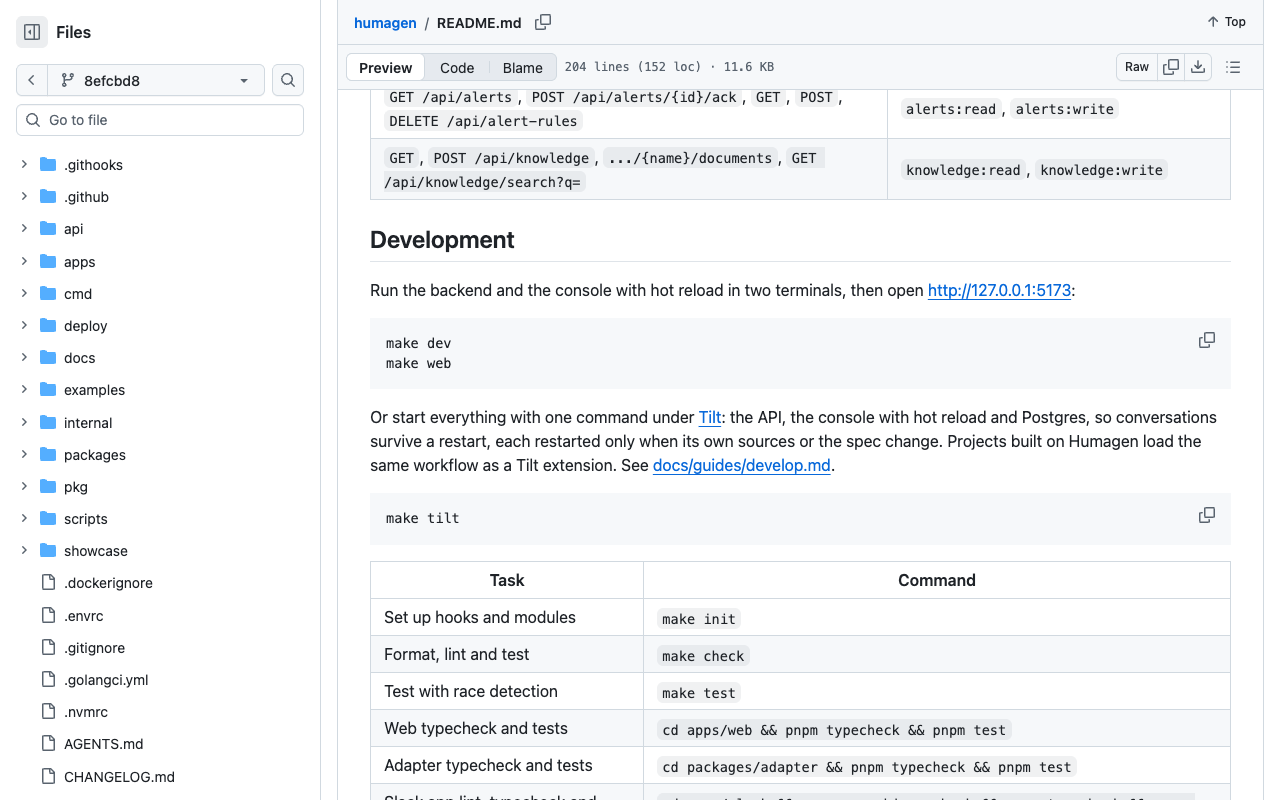 Files
8efcbd8
Go to file
.githooks
.github
api
apps
cmd
deploy
docs
examples
internal
packages
pkg
scripts
showcase
.dockerignore
.envrc
.gitignore
.golangci.yml
.nvmrc
AGENTS.md
CHANGELOG.md
humagen / README.md
Top
Preview Code Blame 204 lines (152 loc) · 11.6 KB
Raw
GET /api/alerts, POST /api/alerts/{id}/ack, GET, POST,
DELETE /api/alert-rules
alerts:read, alerts:write
GET, POST /api/knowledge, .../{name}/documents, GET
/api/knowledge/search?q=
knowledge:read, knowledge:write
Development
Run the backend and the console with hot reload in two terminals, then open http://127.0.0.1:5173:
make dev
make web
Or start everything with one command under Tilt: the API, the console with hot reload and Postgres, so conversations
survive a restart, each restarted only when its own sources or the spec change. Projects built on Humagen load the
same workflow as a Tilt extension. See docs/guides/develop.md.
make tilt
Task Command
Set up hooks and modules make init
Format, lint and test make check
Test with race detection make test
Web typecheck and tests cd apps/web && pnpm typecheck && pnpm test
Adapter typecheck and tests cd packages/adapter && pnpm typecheck && pnpm test